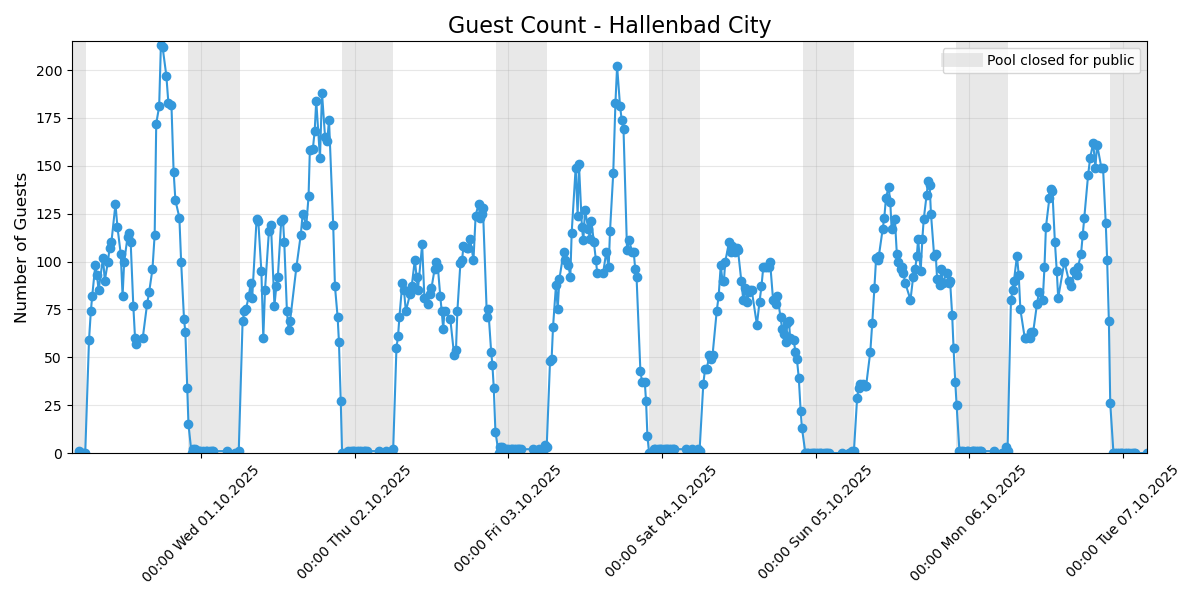 Guest Count - Hallenbad City
Pool closed for public
Number of Guests
200
175
150
125
100
75
50
25
0
00:00 Wed 01.10.2025
00:00 Thu 02.10.2025
00:00 Fri 03.10.2025
00:00 Sat 04.10.2025
00:00 Sun 05.10.2025
00:00 Mon 06.10.2025
00:00 Tue 07.10.2025